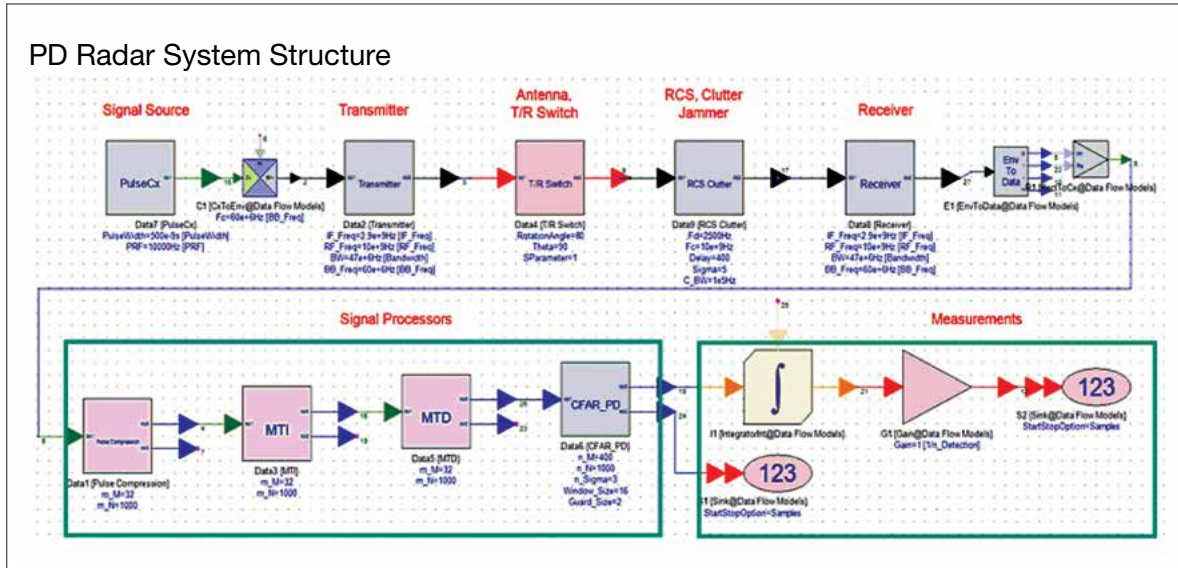 PD Radar System Structure
Signal Source
Transmitter
Antenna,
T/R Switch
RCS, Clutter
Jammer
Receiver
PulseCx
Transmitter
T/R Switch
RCS Clutter
Receiver
Env
To
Data
Data7 [PulseCx]
PulseWidth=500e-9s [PulseWidth]
PRF=10000Hz [PRF]
C1 [CxToEnv@Data Flow Models]
Fc=60e+6Hz [BB_Freq]
Data2 [Transmitter]
IF_Freq=2.9e+9Hz [IF_Freq]
RF_Freq=10e+9Hz [RF_Freq]
BW=47e+6Hz [Bandwidth]
BB_Freq=60e+6Hz [BB_Freq]
Data4 [T/R Switch]
RotationAngle=80
Theta=90
SParameter=1
Data9 [RCS Clutter]
Fd=2500Hz
Fc=10e+9Hz
Delay=400
Sigma=5
C_BW=1e5Hz
Data8 [Receiver]
IF_Freq=2.9e+9Hz [IF_Freq]
RF_Freq=10e+9Hz [RF_Freq]
BW=47e+6Hz [Bandwidth]
BB_Freq=60e+6Hz [BB_Freq]
E1 [EnvToData@Data Flow Models]
Signal Processors
Measurements
Pulse Compression
MTI
MTD
CFAR_PD
123
123
Data1 [Pulse Compression]
m_M=32
m_N=1000
Data3 [MTI]
m_M=32
m_N=1000
Data5 [MTD]
m_M=32
m_N=1000
Data6 [CFAR_PD]
n_M=400
n_N=1000
n_Sigma=3
Window_Size=16
Guard_Size=2
I1 [IntegratorInt@Data Flow Models]
G1 [Gain@Data Flow Models]
Gain=1 [1/n_Detection]
S2 [Sink@Data Flow Models]
StartStopOption=Samples
[Sink@Data Flow Models]
StartStopOption=Samples